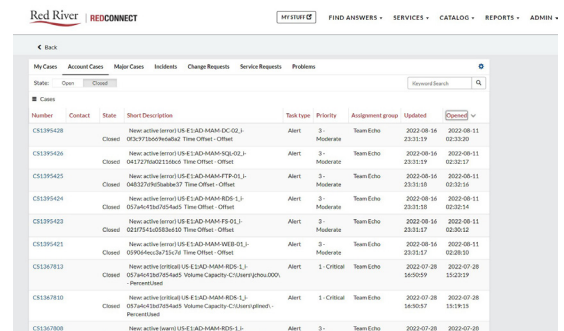 Red River | REDCONNECT
MY STUFF FIND ANSWERS SERVICES CATALOG REPORTS ADMIN
Back
My Cases Account Cases Major Cases Incidents Change Requests Service Requests Problems
State: Open Closed Keyword Search
Cases
Number Contact State Short Description Task type Priority Assignment group Updated Opened
CS1395428 New: active (error) US-E1:AD-MAM-DC-02_i- Alert 3 - Team Echo 2022-08-16 2022-08-11
Closed Time Offset - Offset Moderate 23:31:19 02:33:20
CS1395426 New: active (error) US-E1:AD-MAM-SQL-02_i- Alert 3 - Team Echo 2022-08-16 2022-08-11
Closed 041727fda02116bc6 Time Offset - Offset Moderate 23:31:19 02:32:17
CS1395425 New: active (error) US-E1:AD-MAM-FTP-01_i- Alert 3 - Team Echo 2022-08-16 2022-08-11
Closed 048327d9d5babbe37 Time Offset - Offset Moderate 23:31:18 02:32:16
CS1395424 New: active (error) US-E1:AD-MAM-RDS-1_i- Alert 3 - Team Echo 2022-08-16 2022-08-11
Closed 057a4c41bd7d54ad5 Time Offset - Offset Moderate 23:31:18 02:32:14
CS1395423 New: active (error) US-E1:AD-MAM-FS-01_i- Alert 3 - Team Echo 2022-08-16 2022-08-11
Closed 021f7541c0583e610 Time Offset - Offset Moderate 23:31:17 02:30:12
CS1395421 New: active (error) US-E1:AD-MAM-WEB-01_i- Alert 3 - Team Echo 2022-08-16 2022-08-11
Closed 059064ecc3a715c7d Time Offset - Offset Moderate 23:31:17 02:28:10
CS1367813 New: active (critical) US-E1:AD-MAM-RDS-1_i- Alert 1 - Critical Team Echo 2022-07-28 2022-07-28
Closed 057a4c41bd7d54ad5 Volume Capacity-C:\Users\jchou.000\ 16:50:59 15:23:19
- PercentUsed
CS1367810 New: active (critical) US-E1:AD-MAM-RDS-1_i- Alert 1 - Critical Team Echo 2022-07-28 2022-07-28
Closed 057a4c41bd7d54ad5 Volume Capacity-C:\Users\plined\ - 16:50:57 15:19:15
PercentUsed
CS1367808 New: active (warn) US-E1:AD-MAM-RDS-1_i- Alert 3 - Team Echo 2022-07-28 2022-07-28